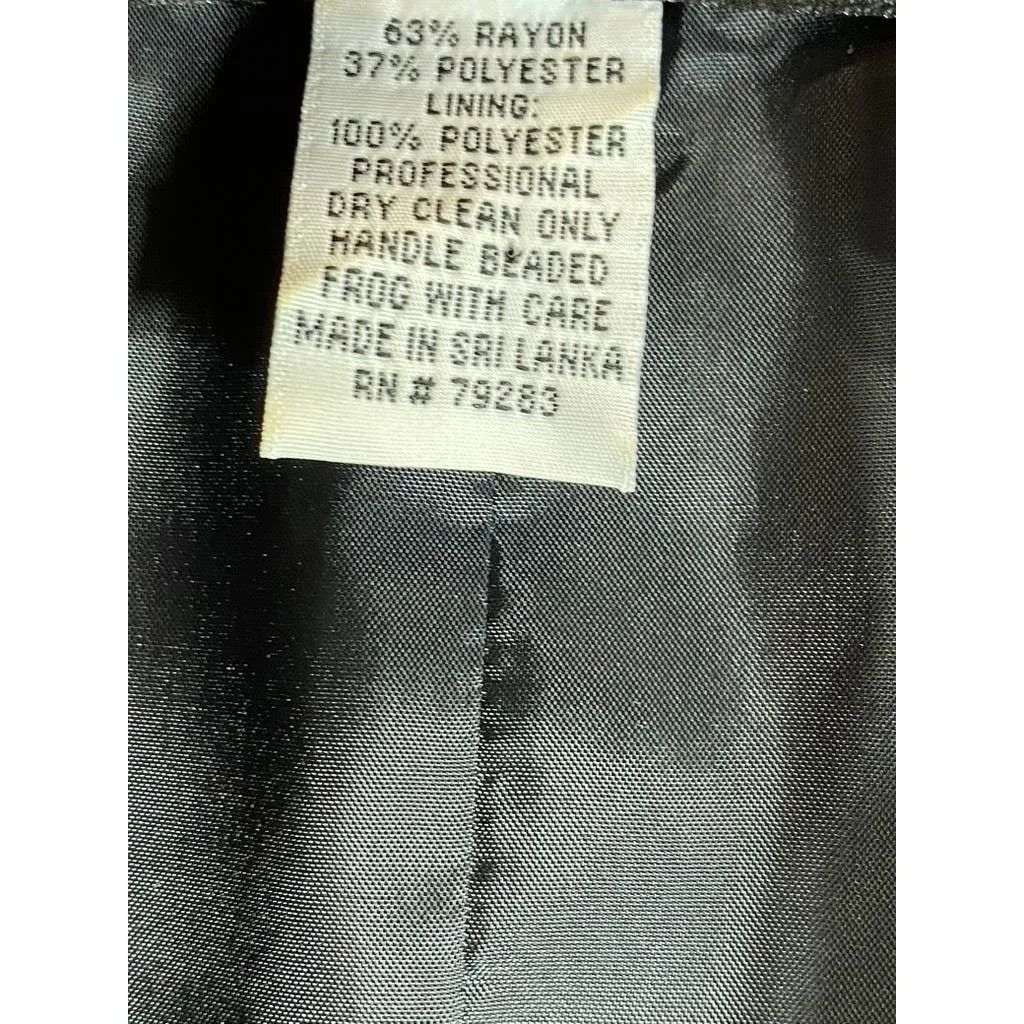 63% RAYON
37% POLYESTER
LINING:
100% POLYESTER
PROFESSIONAL
DRY CLEAN ONLY
HANDLE BEADED
FROG WITH CARE
MADE IN SRI LANKA
RN # 79283